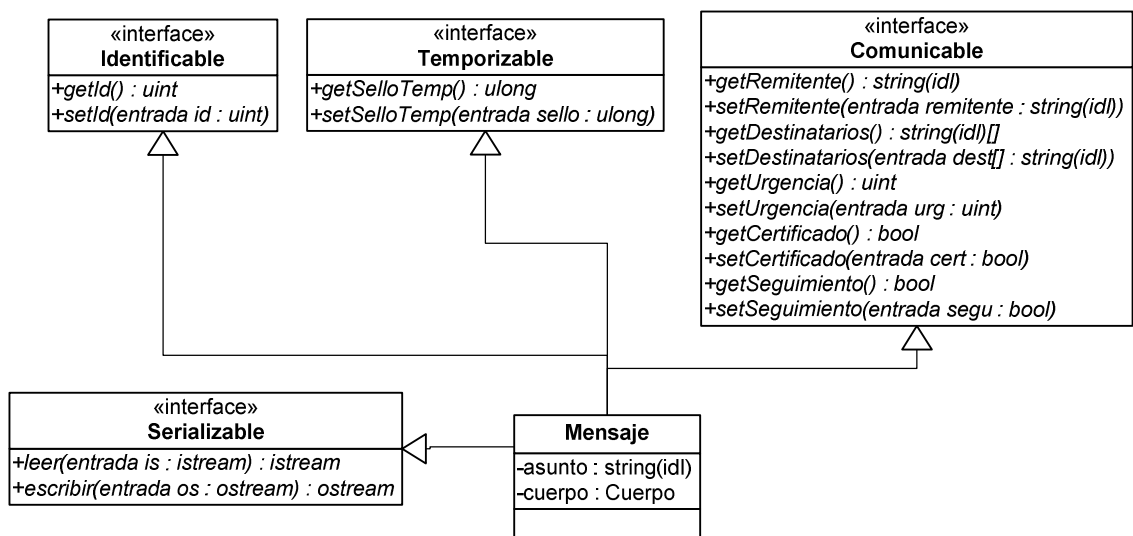 «interface»
Identificable
+getId() : uint
+setId(entrada id : uint)
«interface»
Temporizable
+getSelloTemp() : ulong
+setSelloTemp(entrada sello : ulong)
«interface»
Comunicable
+getRemitente() : string(idl)
+setRemitente(entrada remitente : string(idl))
+getDestinatarios() : string(idl)[]
+setDestinatarios(entrada dest[] : string(idl))
+getUrgencia() : uint
+setUrgencia(entrada urg : uint)
+getCertificado() : bool
+setCertificado(entrada cert : bool)
+getSeguimiento() : bool
+setSeguimiento(entrada segu : bool)
«interface»
Serializable
+leer(entrada is : istream) : istream
+escribir(entrada os : ostream) : ostream
Mensaje
-asunto : string(idl)
-cuerpo : Cuerpo